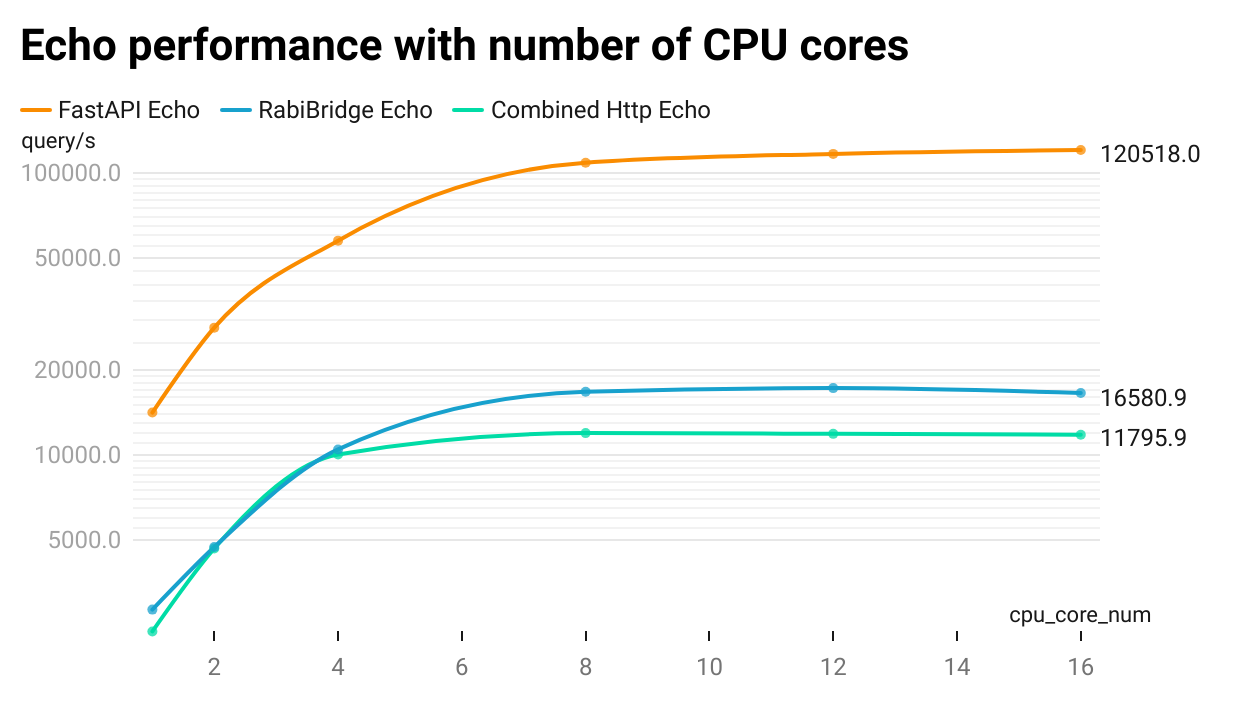 Echo performance with number of CPU cores
FastAPI Echo RabiBridge Echo Combined Http Echo
query/s
120518.0
100000.0
50000.0
20000.0
16580.9
11795.9
10000.0
5000.0
cpu_core_num
2 4 6 8 10 12 14 16